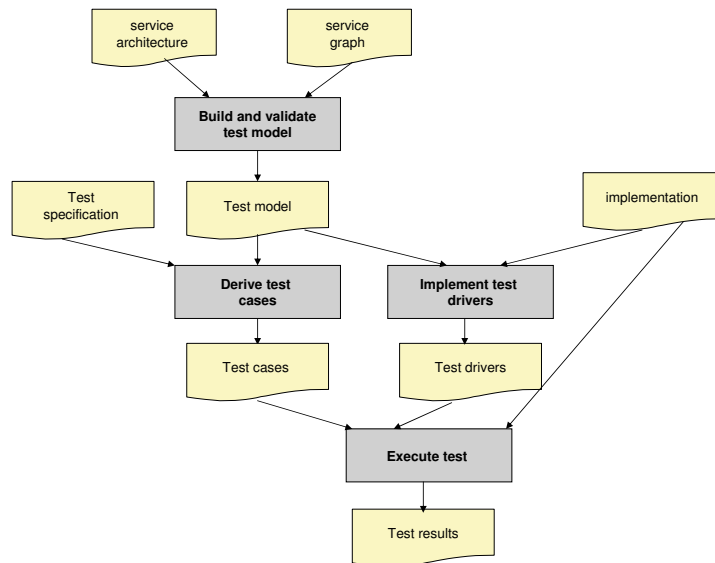 service
architecture
service
graph
Build and validate
test model
Test
specification
Test model
implementation
Derive test
cases
Implement test
drivers
Test cases
Test drivers
Execute test
Test results